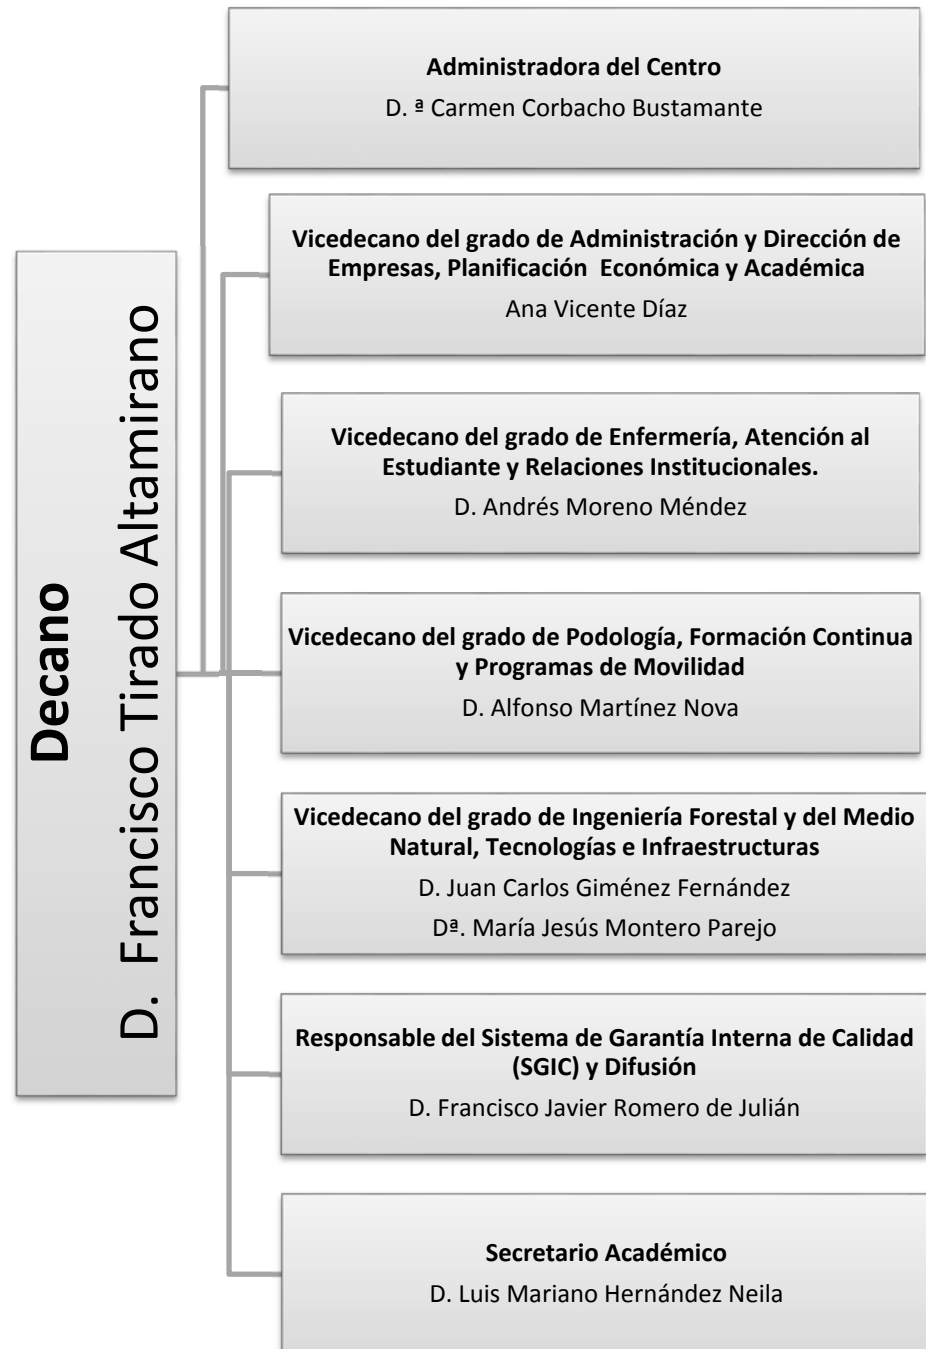 Decano
D. Francisco Tirado Altamirano
Administradora del Centro
D. ª Carmen Corbacho Bustamante
Vicedecano del grado de Administración y Dirección de
Empresas, Planificación Económica y Académica
Ana Vicente Díaz
Vicedecano del grado de Enfermería, Atención al
Estudiante y Relaciones Institucionales.
D. Andrés Moreno Méndez
Vicedecano del grado de Podología, Formación Continua
y Programas de Movilidad
D. Alfonso Martínez Nova
Vicedecano del grado de Ingeniería Forestal y del Medio
Natural, Tecnologías e Infraestructuras
D. Juan Carlos Giménez Fernández
Dª. María Jesús Montero Parejo
Responsable del Sistema de Garantía Interna de Calidad
(SGIC) y Difusión
D. Francisco Javier Romero de Julián
Secretario Académico
D. Luis Mariano Hernández Neila